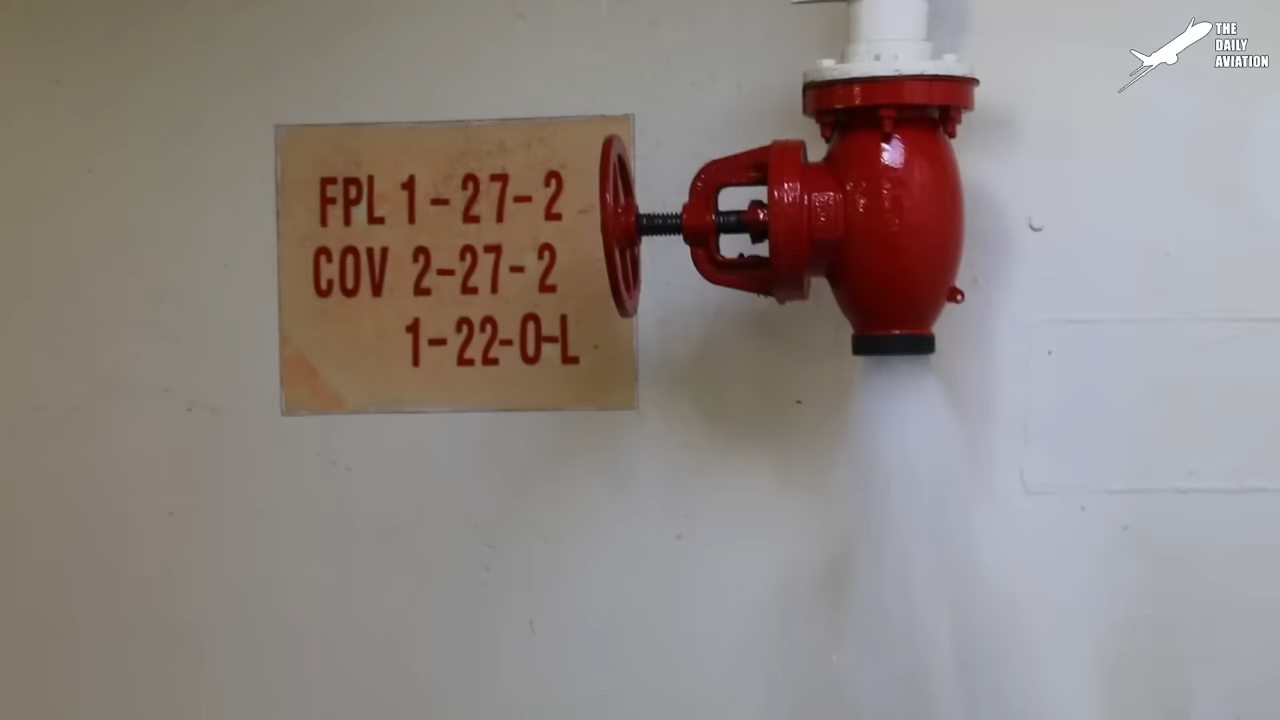 FPL 1-27-2
COV 2-27-2
1-22-0-L
THE
DAILY
AVIATION